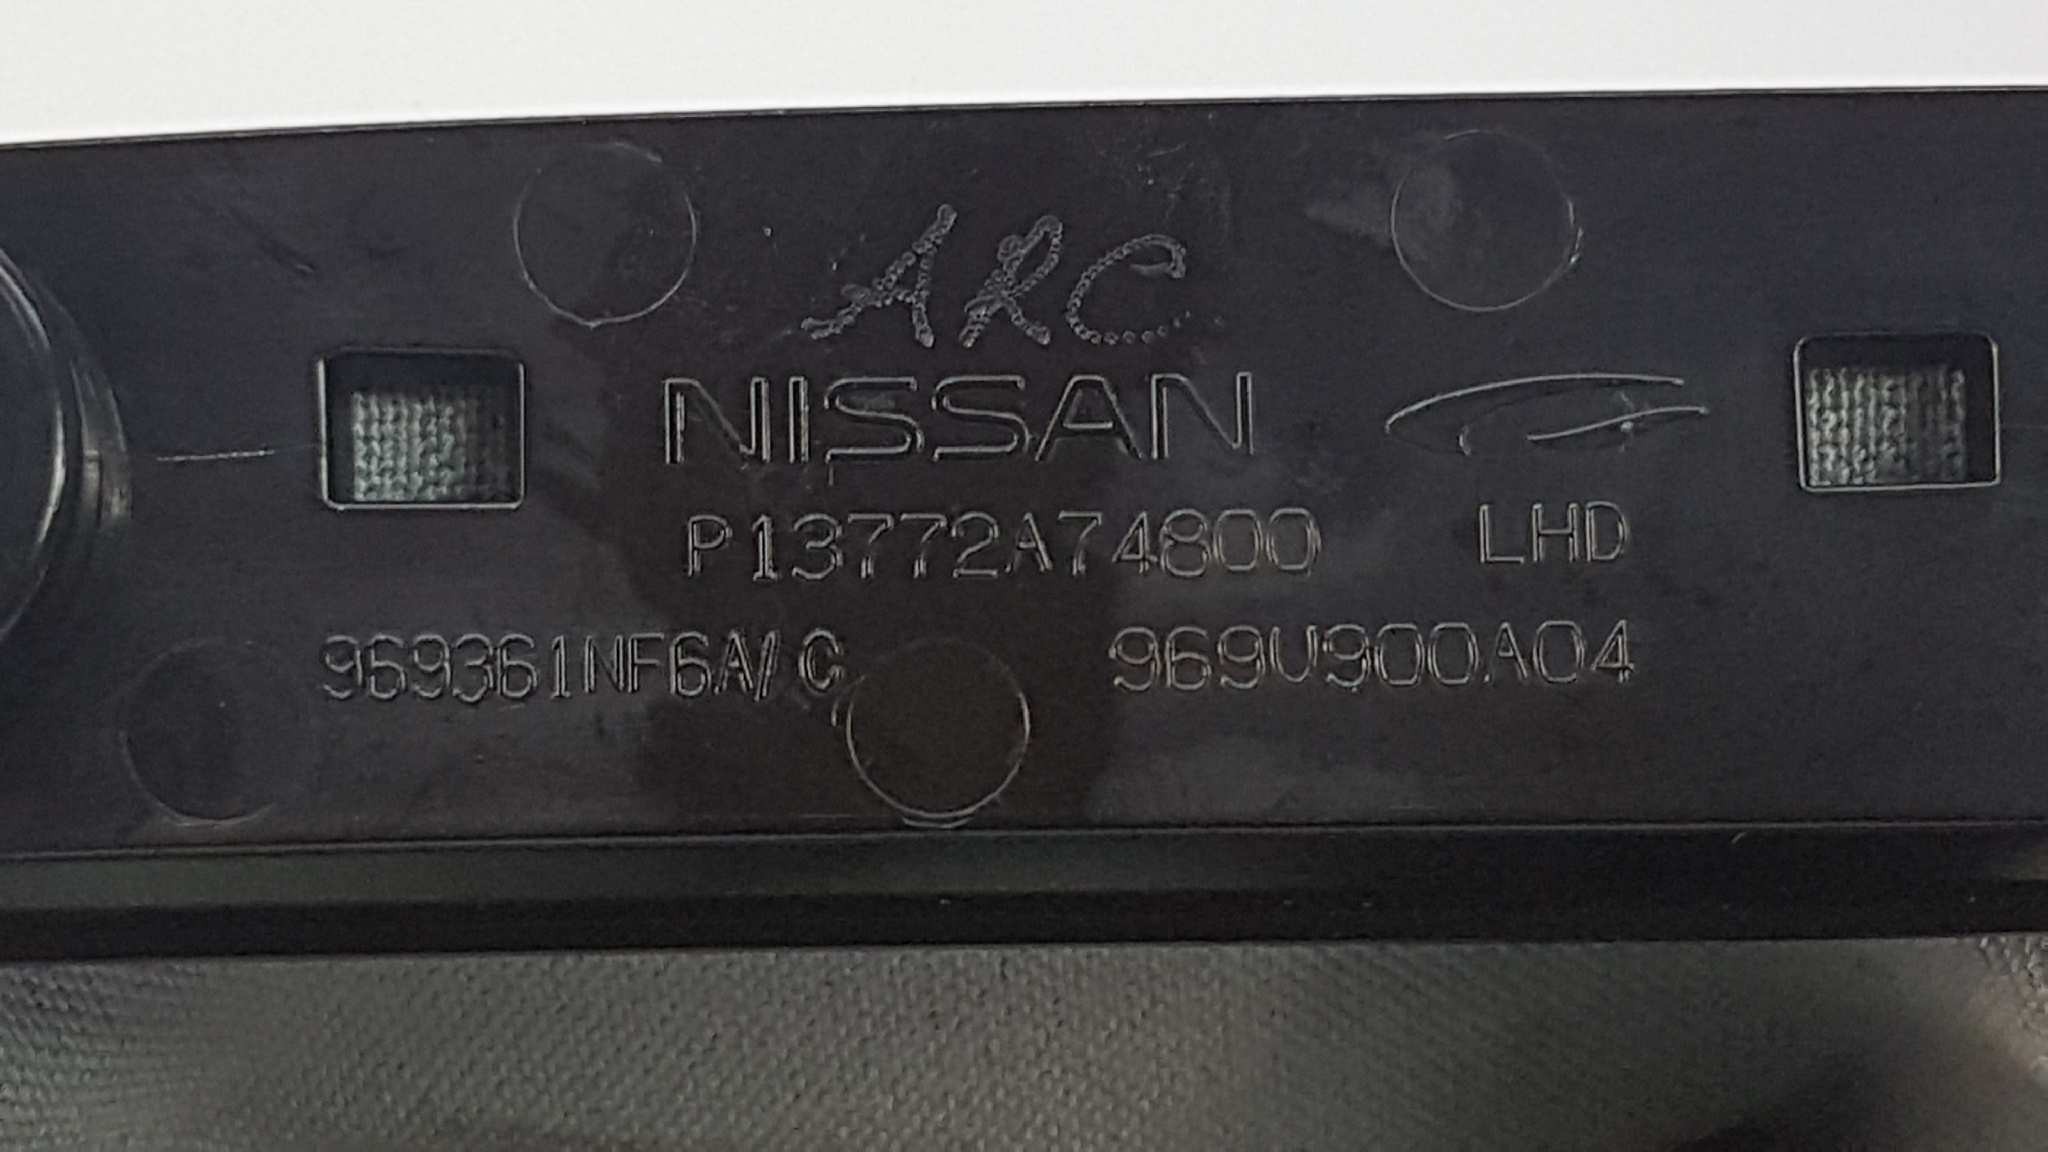 ARC
NISSAN
P13772A74800 LHD
969361NF6A/C 969U900A04